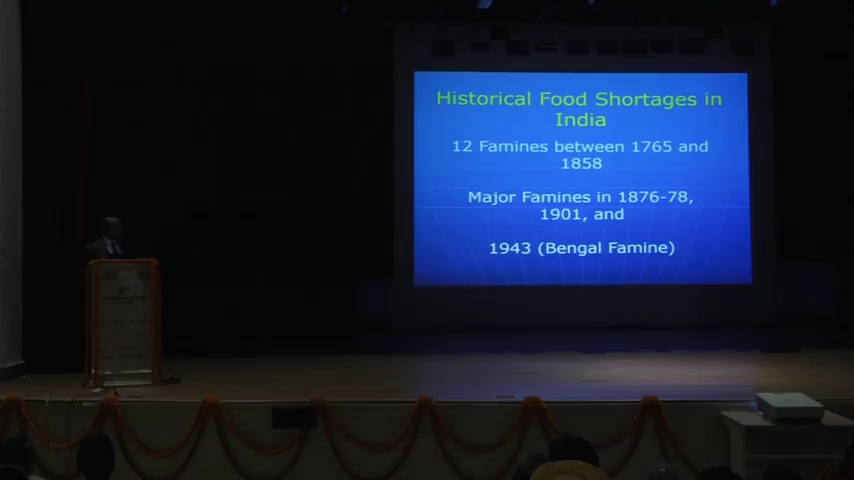 Historical Food Shortages in
India
12 Famines between 1765 and
1858
Major Famines in 1876-78,
1901, and
1943 (Bengal Famine)